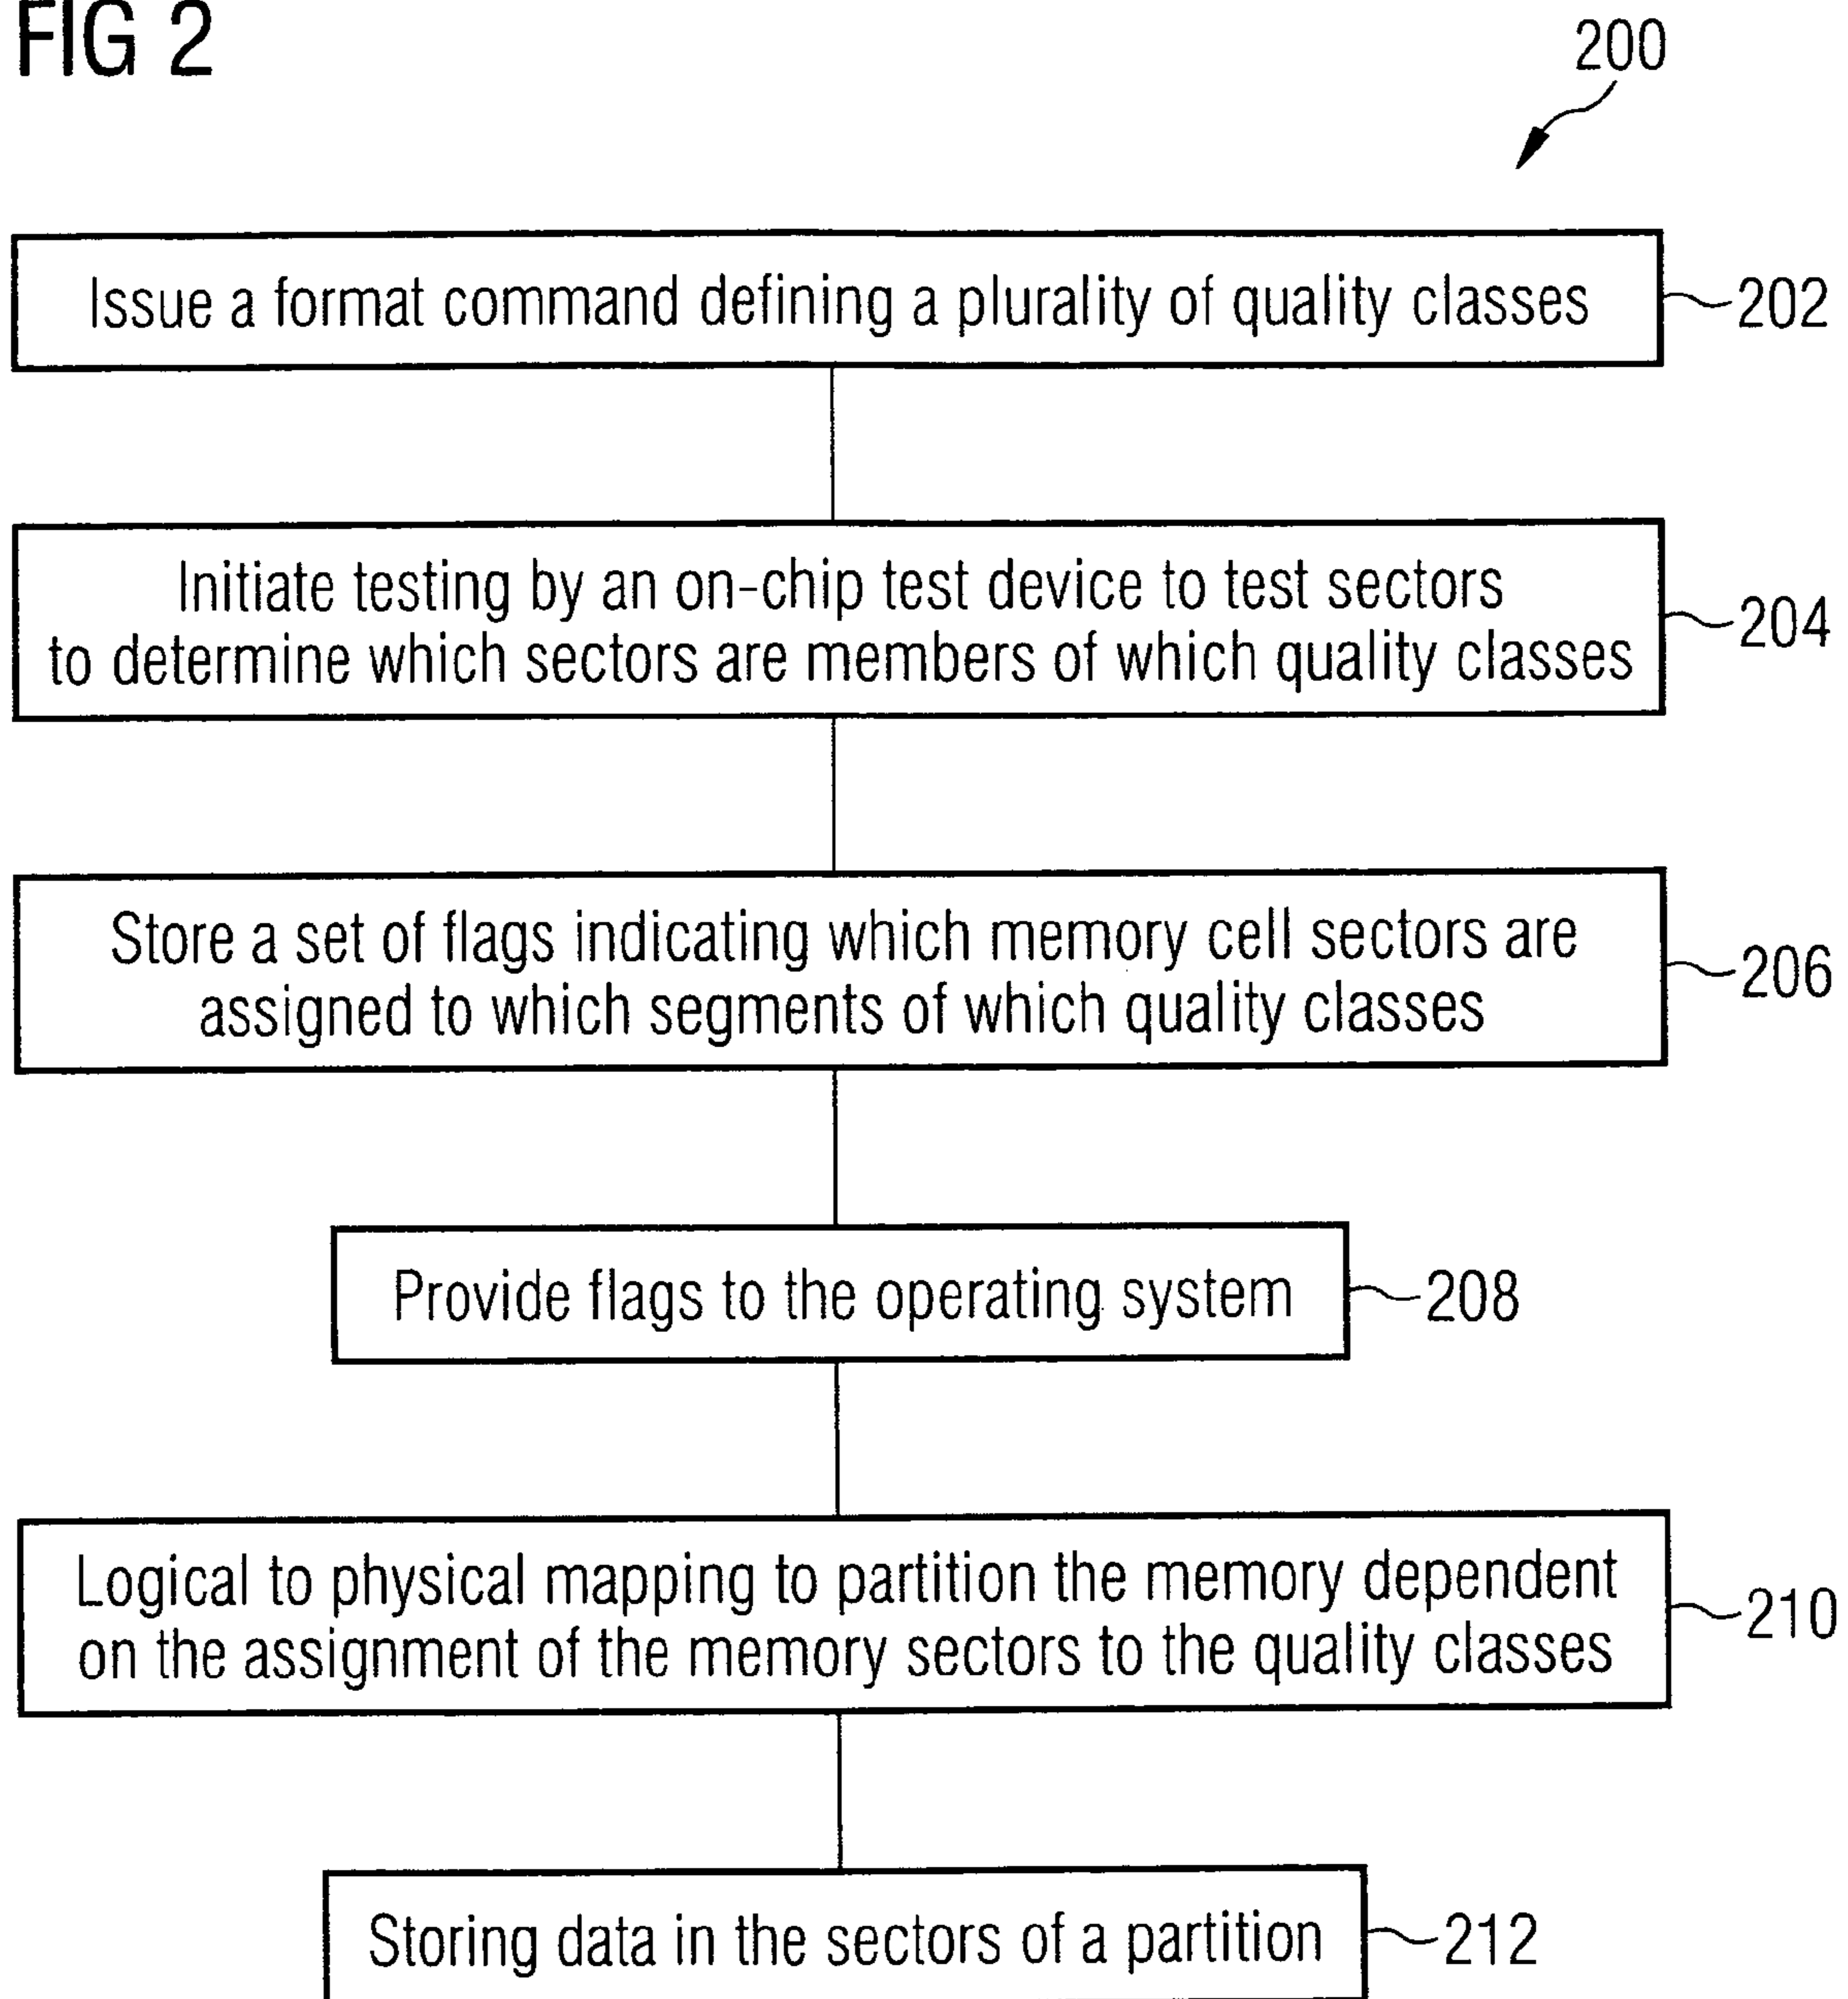 FIG 2
200
Issue a format command defining a plurality of quality classes
202
Initiate testing by an on-chip test device to test sectors
to determine which sectors are members of which quality classes
204
Store a set of flags indicating which memory cell sectors are
assigned to which segments of which quality classes
206
Provide flags to the operating system
208
Logical to physical mapping to partition the memory dependent
on the assignment of the memory sectors to the quality classes
210
Storing data in the sectors of a partition
212